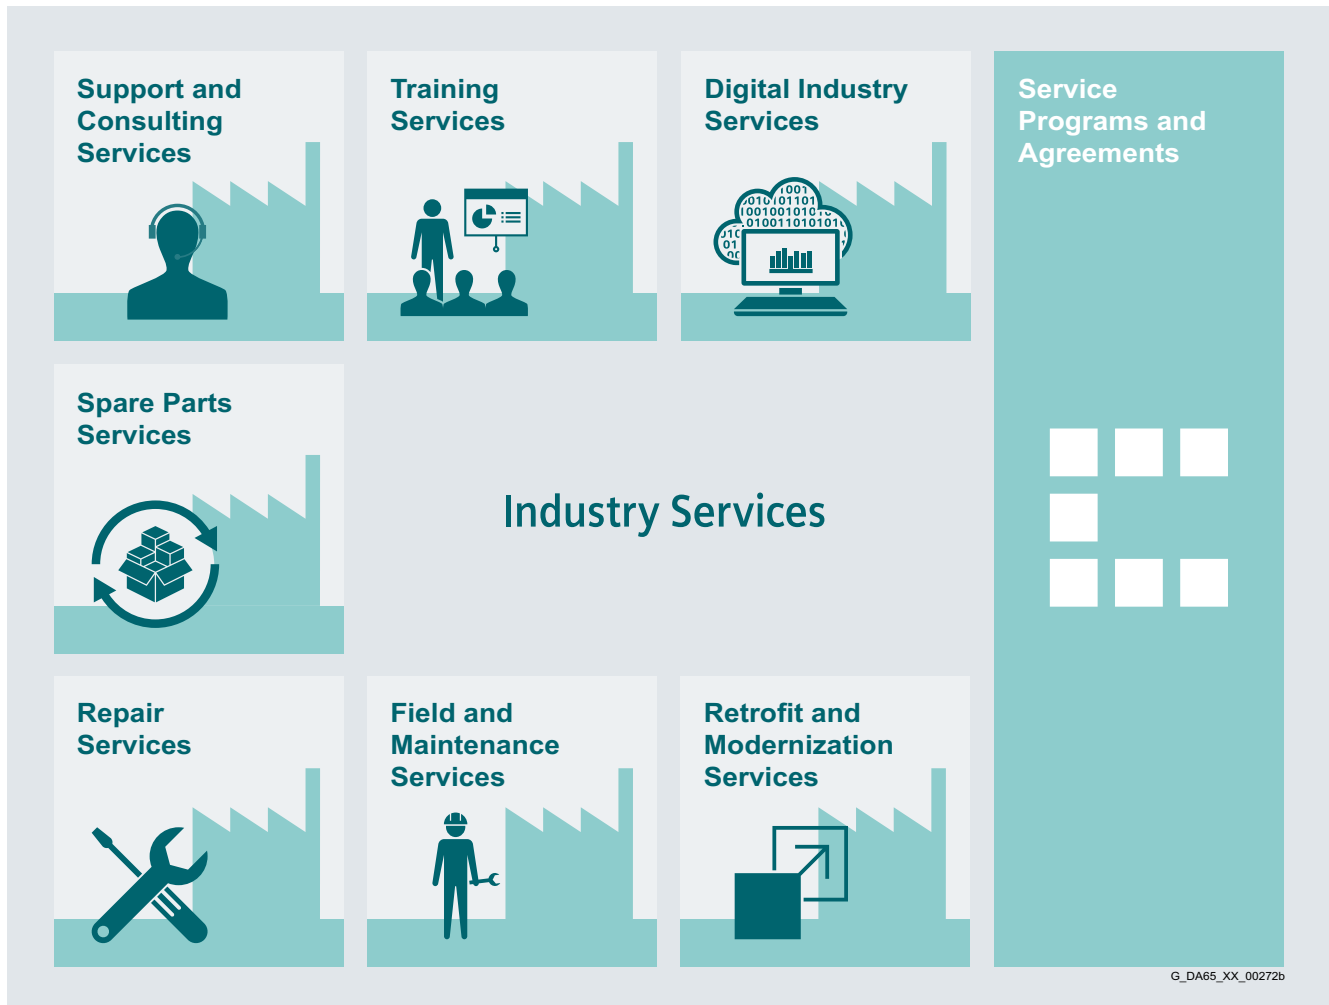 Support and
Consulting
Services
Training
Services
Digital Industry
Services
Service
Programs and
Agreements
Spare Parts
Services
Industry Services
Repair
Services
Field and
Maintenance
Services
Retrofit and
Modernization
Services
G_DA65_XX_00272b